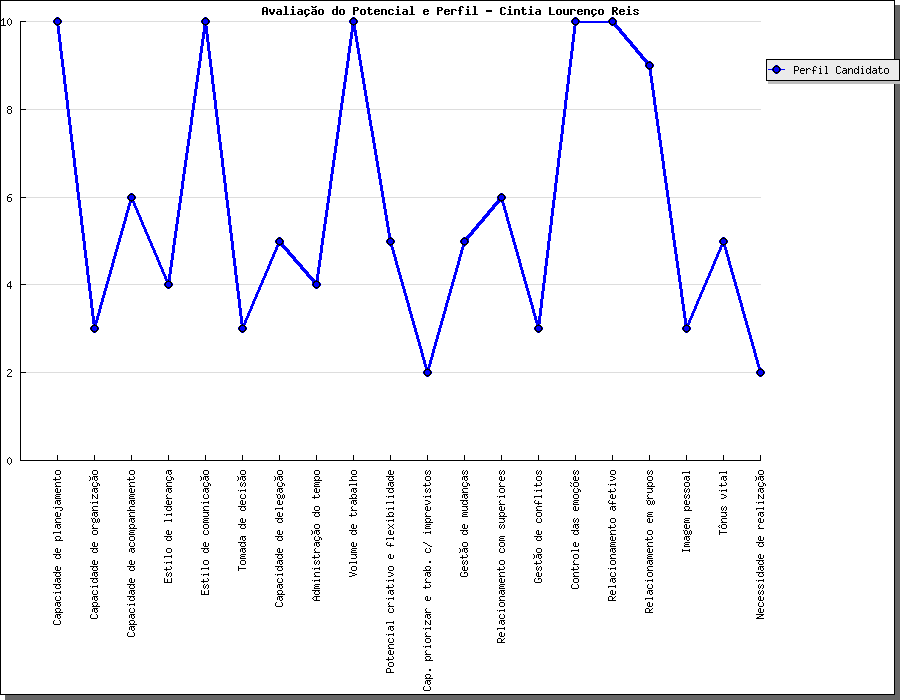 Avaliação do Potencial e Perfil - Cintia Lourenço Reis
10
8
6
4
2
0
Perfil Candidato
Capacidade de planejamento
Capacidade de organização
Capacidade de acompanhamento
Estilo de liderança
Estilo de comunicação
Tomada de decisão
Capacidade de delegação
Administração do tempo
Volume de trabalho
Potencial criativo e flexibilidade
Cap. priorizar e trab. c/ imprevistos
Gestão de mudanças
Relacionamento com superiores
Gestão de conflitos
Controle das emoções
Relacionamento afetivo
Relacionamento em grupos
Imagem pessoal
Tônus vital
Necessidade de realização